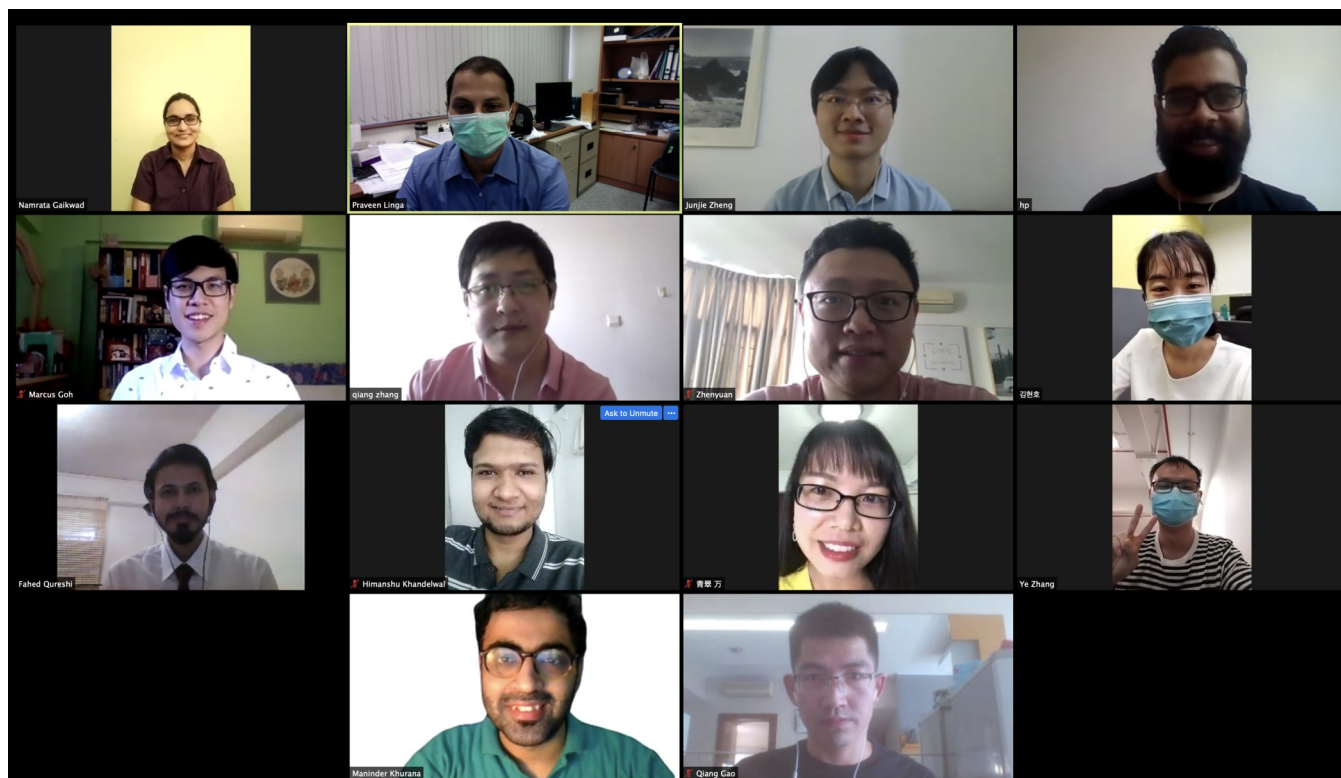 Namrata Gaikwad
Praveen Linga
Junjie Zheng
hp
Marcus Goh
qiang zhang
Zhenyuan
김현호
Ask to Unmute
Fahed Qureshi
Himanshu Khandelwal
青翠 万
Ye Zhang
Maninder Khurana
Qiang Gao